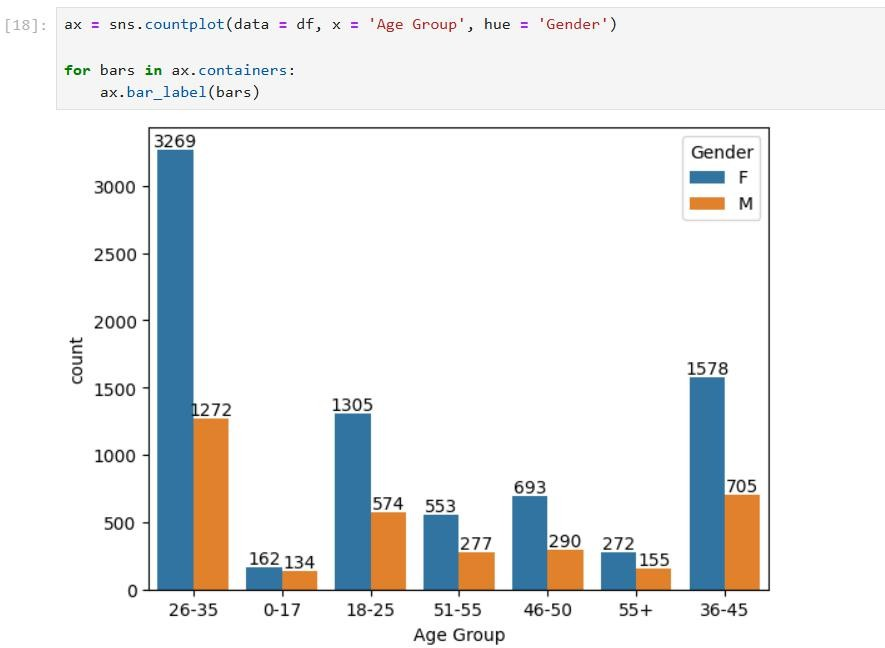 [18]:
ax = sns.countplot(data = df, x = 'Age Group', hue = 'Gender')
for bars in ax.containers:
    ax.bar_label(bars)
3269
Gender
F
M
3000
2500
2000
1500
1000
500
0
count
1272
162 134
1305
574
553
277
693
290
272
155
1578
705
26-35 0-17 18-25 51-55 46-50 55+ 36-45
Age Group